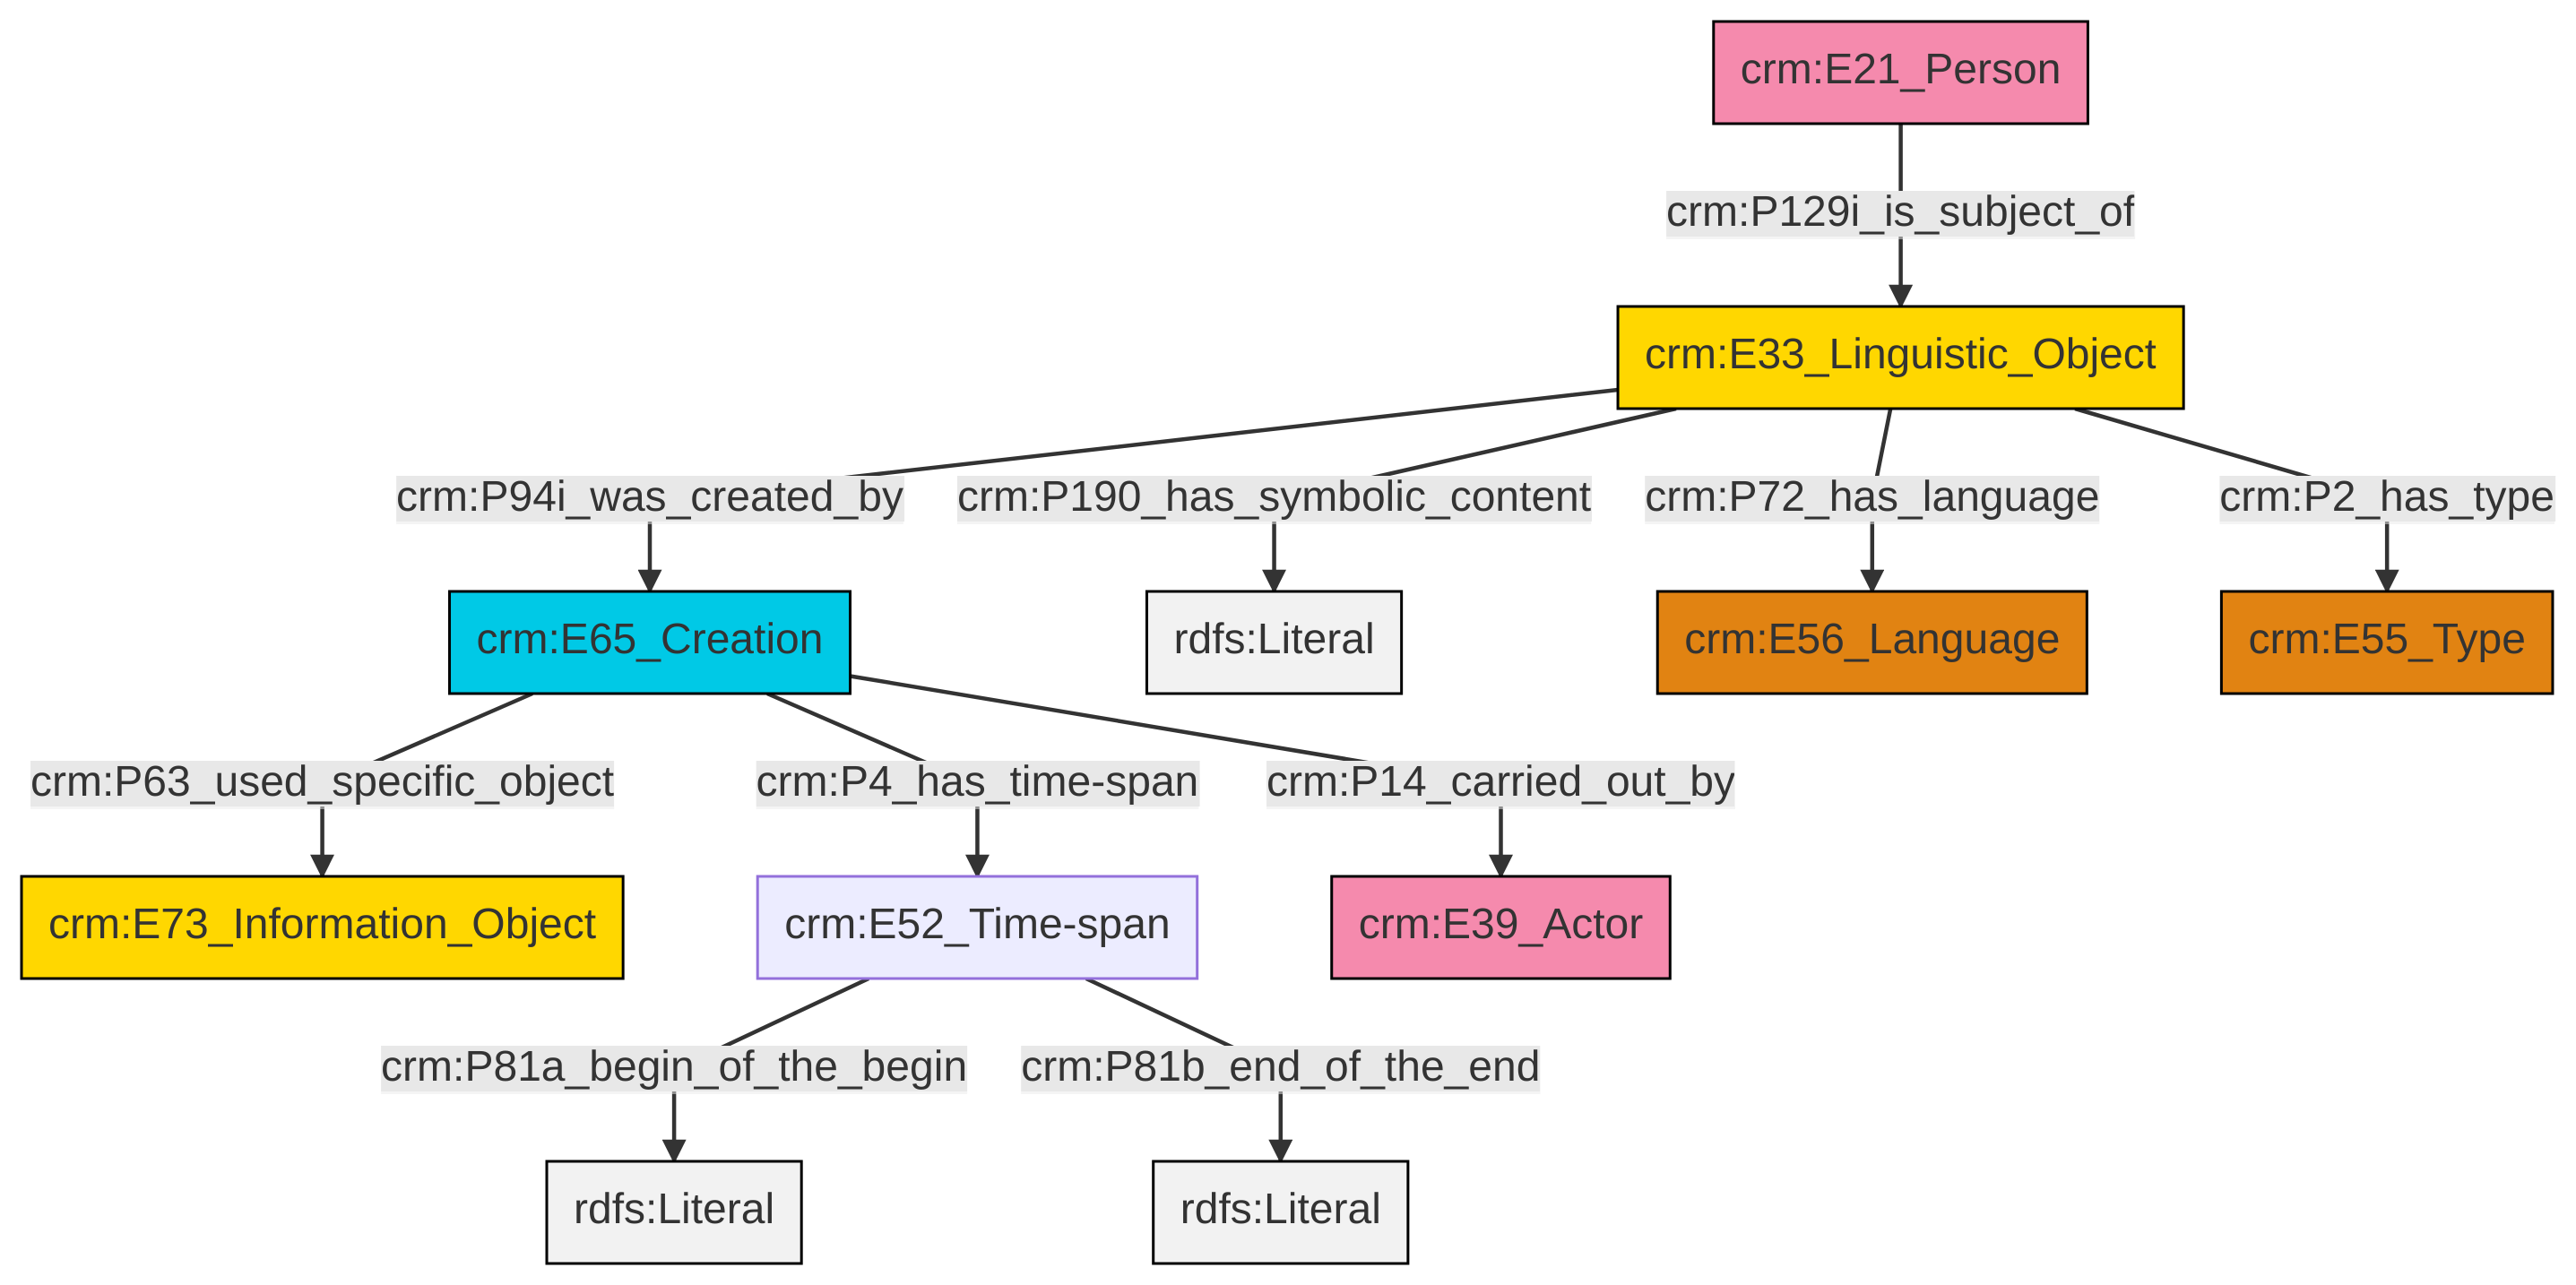 crm:E21_Person
crm:P129i_is_subject_of
crm:E33_Linguistic_Object
crm:P94i_was_created_by
crm:P190_has_symbolic_content
crm:P72_has_language
crm:P2_has_type
crm:E65_Creation
rdfs:Literal
crm:E56_Language
crm:E55_Type
crm:P63_used_specific_object
crm:P4_has_time-span
crm:P14_carried_out_by
crm:E73_Information_Object
crm:E52_Time-span
crm:E39_Actor
crm:P81a_begin_of_the_begin
crm:P81b_end_of_the_end
rdfs:Literal
rdfs:Literal